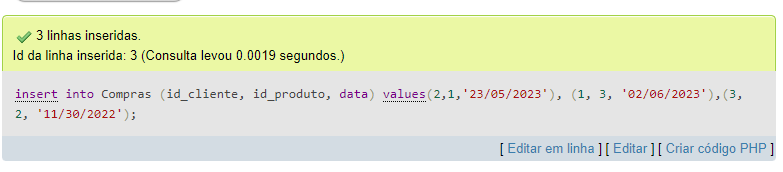 3 linhas inseridas.
Id da linha inserida: 3 (Consulta levou 0.0019 segundos.)
insert into Compras (id_cliente, id_produto, data) values(2,1,'23/05/2023'), (1, 3, '02/06/2023'),(3,
2, '11/30/2022');
[ Editar em linha ] [ Editar ] [ Criar código PHP ]